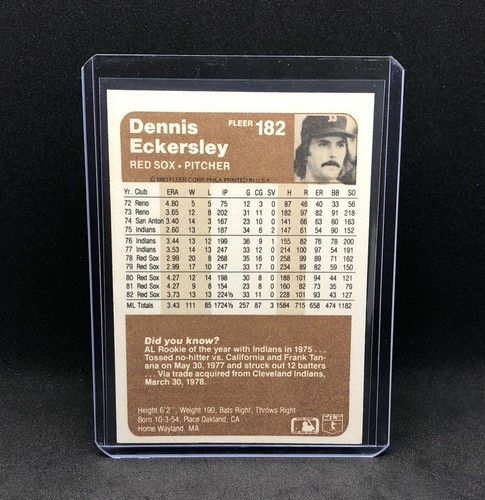 Dennis
Eckersley
FLEER 182
RED SOX • PITCHER
© 1983 FLEER CORP. PHILA. PRINTED IN U.S.A.
Yr. Club ERA W L IP G CG SV H R ER BB SO
72 Reno 4.80 5 5 75 12 3 0 87 46 40 33 56
73 Reno 3.65 12 8 202 31 11 0 182 97 82 91 218
74 San Anton 3.40 14 3 167 23 10 0 141 66 63 60 163
75 Indians 2.60 13 7 187 34 6 2 147 61 54 90 152
76 Indians 3.44 13 12 199 36 9 1 155 82 76 78 200
77 Indians 3.53 14 13 247 33 12 0 214 100 97 54 191
78 Red Sox 2.99 20 8 268 35 16 0 258 99 89 71 162
79 Red Sox 2.99 17 10 247 33 17 0 234 89 82 59 150
80 Red Sox 4.27 12 14 198 30 8 0 188 101 94 44 121
81 Red Sox 4.27 9 8 154 23 8 0 160 82 73 35 79
82 Red Sox 3.73 13 13 224⅓ 33 11 0 228 101 93 43 127
ML Totals 3.43 111 85 1724⅓ 257 87 3 1584 715 658 474 1182
Did you know?
AL Rookie of the year with Indians in 1975 . . .
Tossed no-hitter vs. California and Frank Tan-
ana on May 30, 1977 and struck out 12 batters
. . . Via trade acquired from Cleveland Indians,
March 30, 1978.
Height 6'2", Weight 190, Bats Right, Throws Right
Born 10-3-54, Place Oakland, CA
Home Wayland, MA